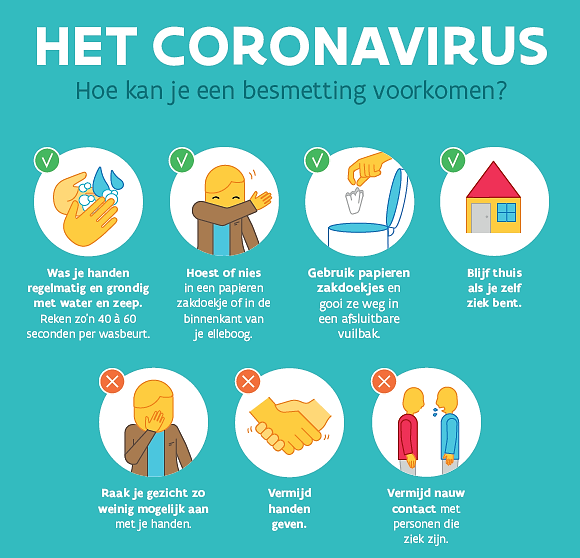 HET CORONAVIRUS
Hoe kan je een besmetting voorkomen?
Was je handen
regelmatig en grondig
met water en zeep.
Reken zo'n 40 à 60
seconden per wasbeurt.
Hoest of nies
in een papieren
zakdoekje of in de
binnenkant van
je elleboog.
Gebruik papieren
zakdoekjes en
gooi ze weg in
een afsluitbare
vuilbak.
Blijf thuis
als je zelf
ziek bent.
Raak je gezicht zo
weinig mogelijk aan
met je handen.
Vermijd
handen
geven.
Vermijd nauw
contact met
personen die
ziek zijn.